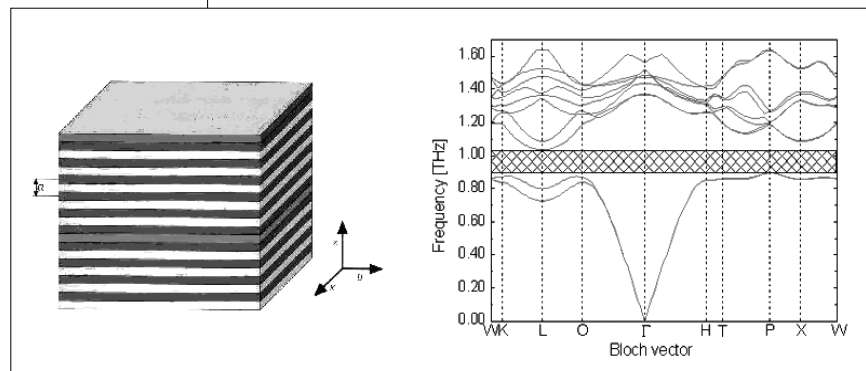 a
z
y
x
1.60
1.40
1.20
1.00
0.80
0.60
0.40
0.20
0.00
Frequency [THz]
W K L O Γ H T P X W
Bloch vector